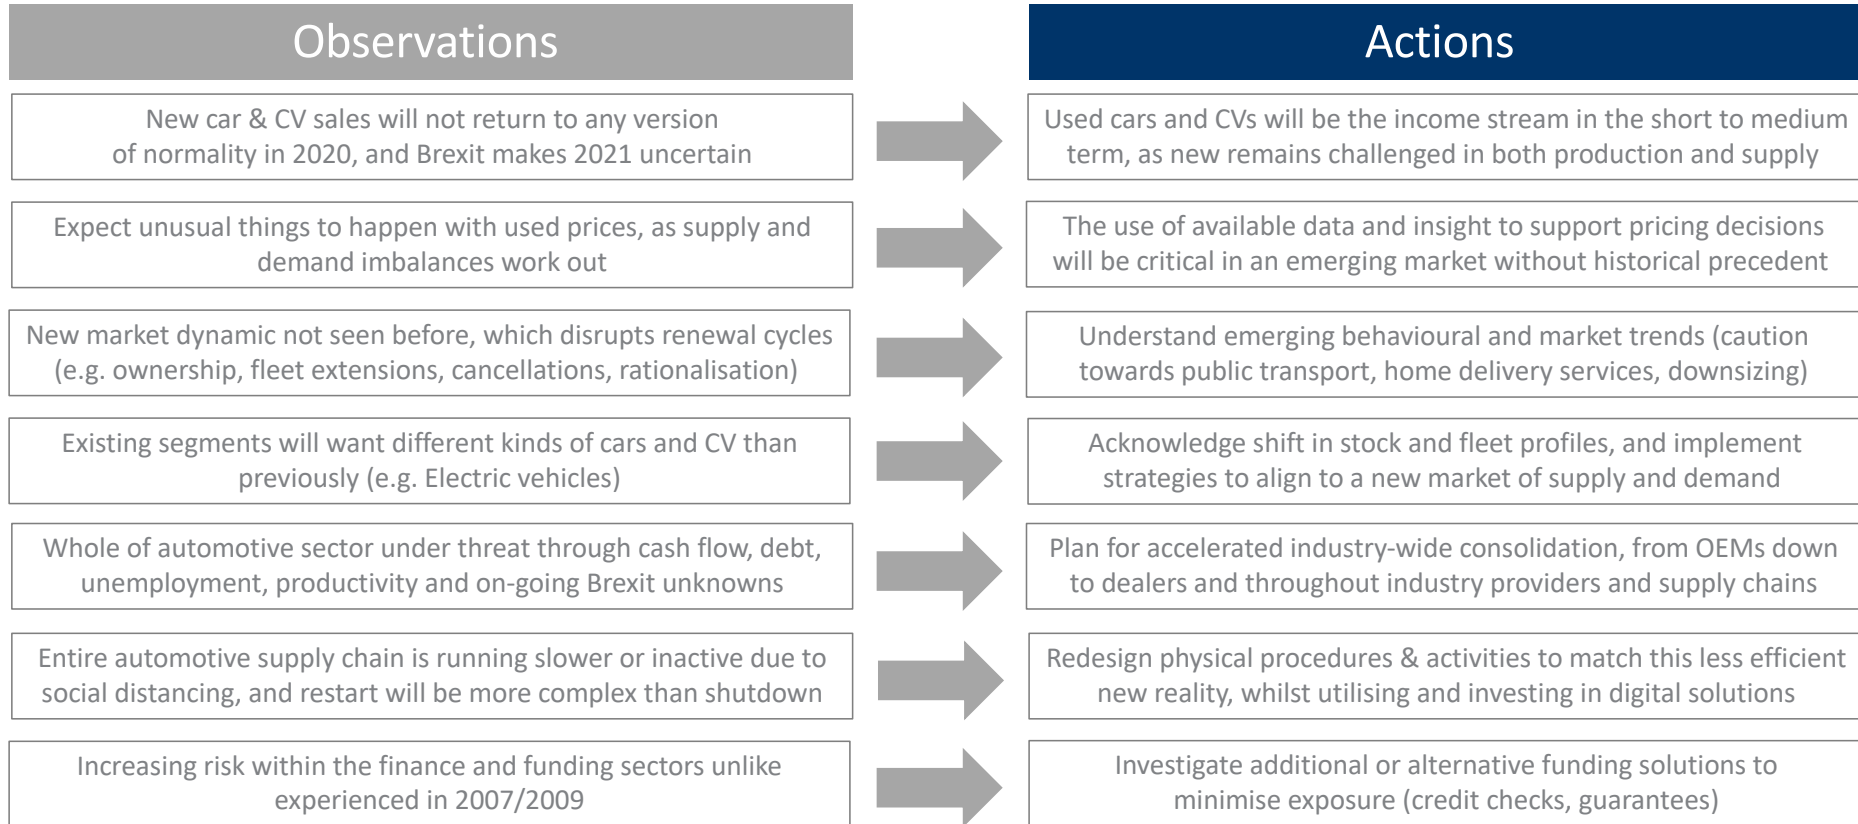 Observations
Actions
New car & CV sales will not return to any version
of normality in 2020, and Brexit makes 2021 uncertain
Used cars and CVs will be the income stream in the short to medium
term, as new remains challenged in both production and supply
Expect unusual things to happen with used prices, as supply and
demand imbalances work out
The use of available data and insight to support pricing decisions
will be critical in an emerging market without historical precedent
New market dynamic not seen before, which disrupts renewal cycles
(e.g. ownership, fleet extensions, cancellations, rationalisation)
Understand emerging behavioural and market trends (caution
towards public transport, home delivery services, downsizing)
Existing segments will want different kinds of cars and CV than
previously (e.g. Electric vehicles)
Acknowledge shift in stock and fleet profiles, and implement
strategies to align to a new market of supply and demand
Whole of automotive sector under threat through cash flow, debt,
unemployment, productivity and on-going Brexit unknowns
Plan for accelerated industry-wide consolidation, from OEMs down
to dealers and throughout industry providers and supply chains
Entire automotive supply chain is running slower or inactive due to
social distancing, and restart will be more complex than shutdown
Redesign physical procedures & activities to match this less efficient
new reality, whilst utilising and investing in digital solutions
Increasing risk within the finance and funding sectors unlike
experienced in 2007/2009
Investigate additional or alternative funding solutions to
minimise exposure (credit checks, guarantees)